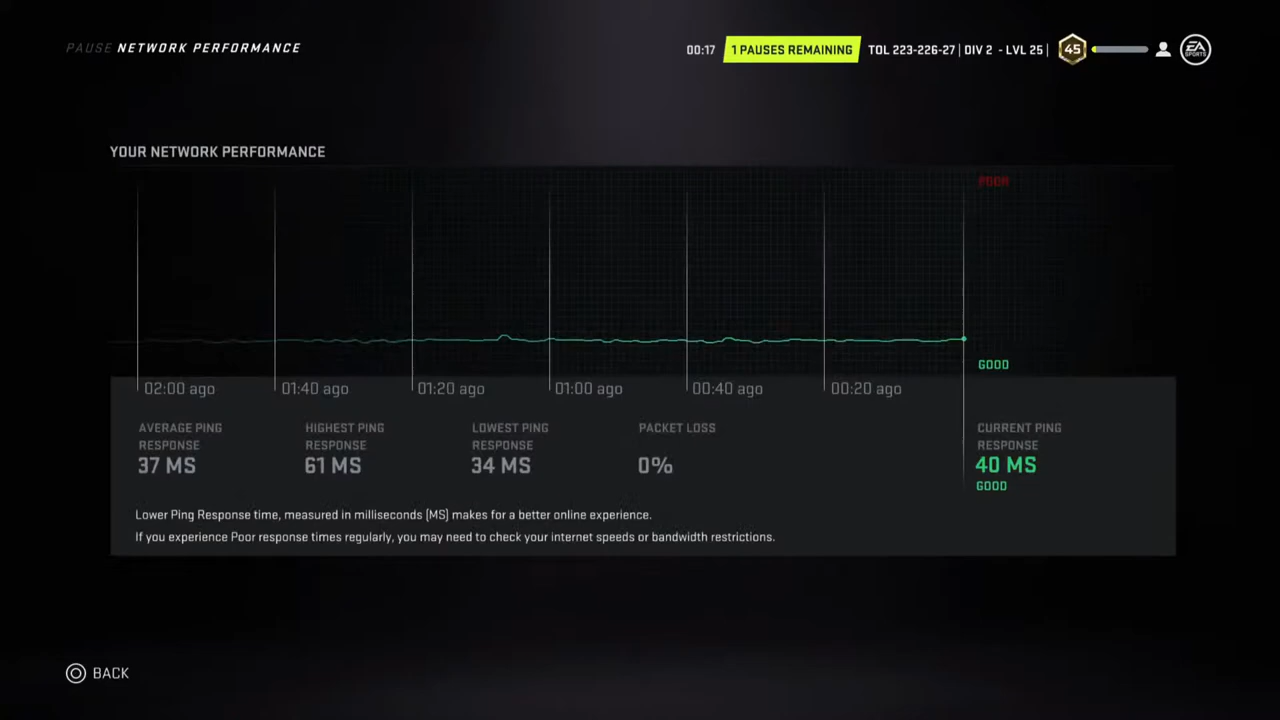 PAUSE NETWORK PERFORMANCE
00:17 1 PAUSES REMAINING TOL 223-226-27 | DIV 2 - LVL 25 | 45 EA SPORTS
YOUR NETWORK PERFORMANCE
POOR
GOOD
02:00 ago 01:40 ago 01:20 ago 01:00 ago 00:40 ago 00:20 ago
AVERAGE PING RESPONSE
37 MS
HIGHEST PING RESPONSE
61 MS
LOWEST PING RESPONSE
34 MS
PACKET LOSS
0%
CURRENT PING RESPONSE
40 MS
GOOD
Lower Ping Response time, measured in milliseconds [MS] makes for a better online experience.
If you experience Poor response times regularly, you may need to check your internet speeds or bandwidth restrictions.
BACK